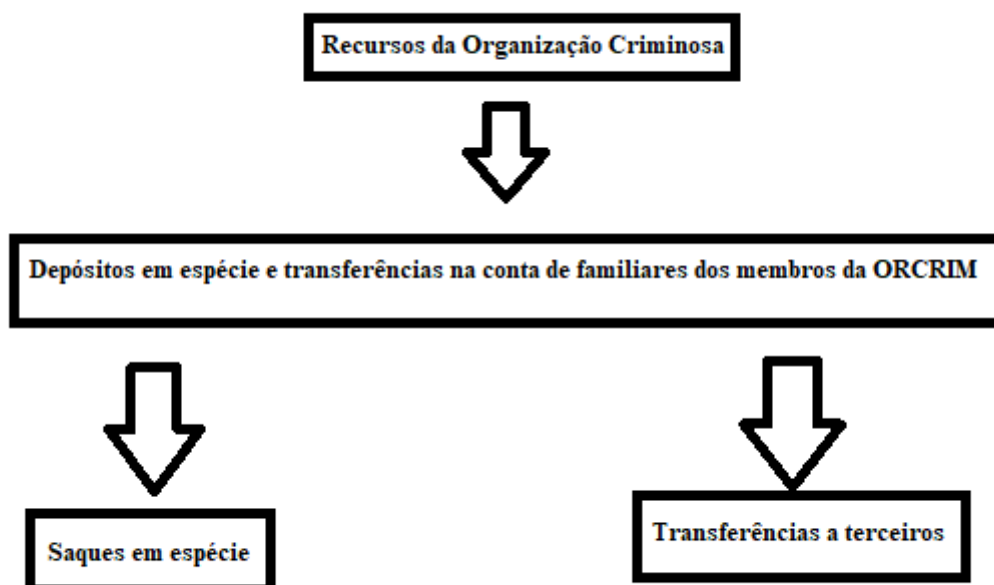 Recursos da Organização Criminosa
Depósitos em espécie e transferências na conta de familiares dos membros da ORCRIM
Saques em espécie
Transferências a terceiros